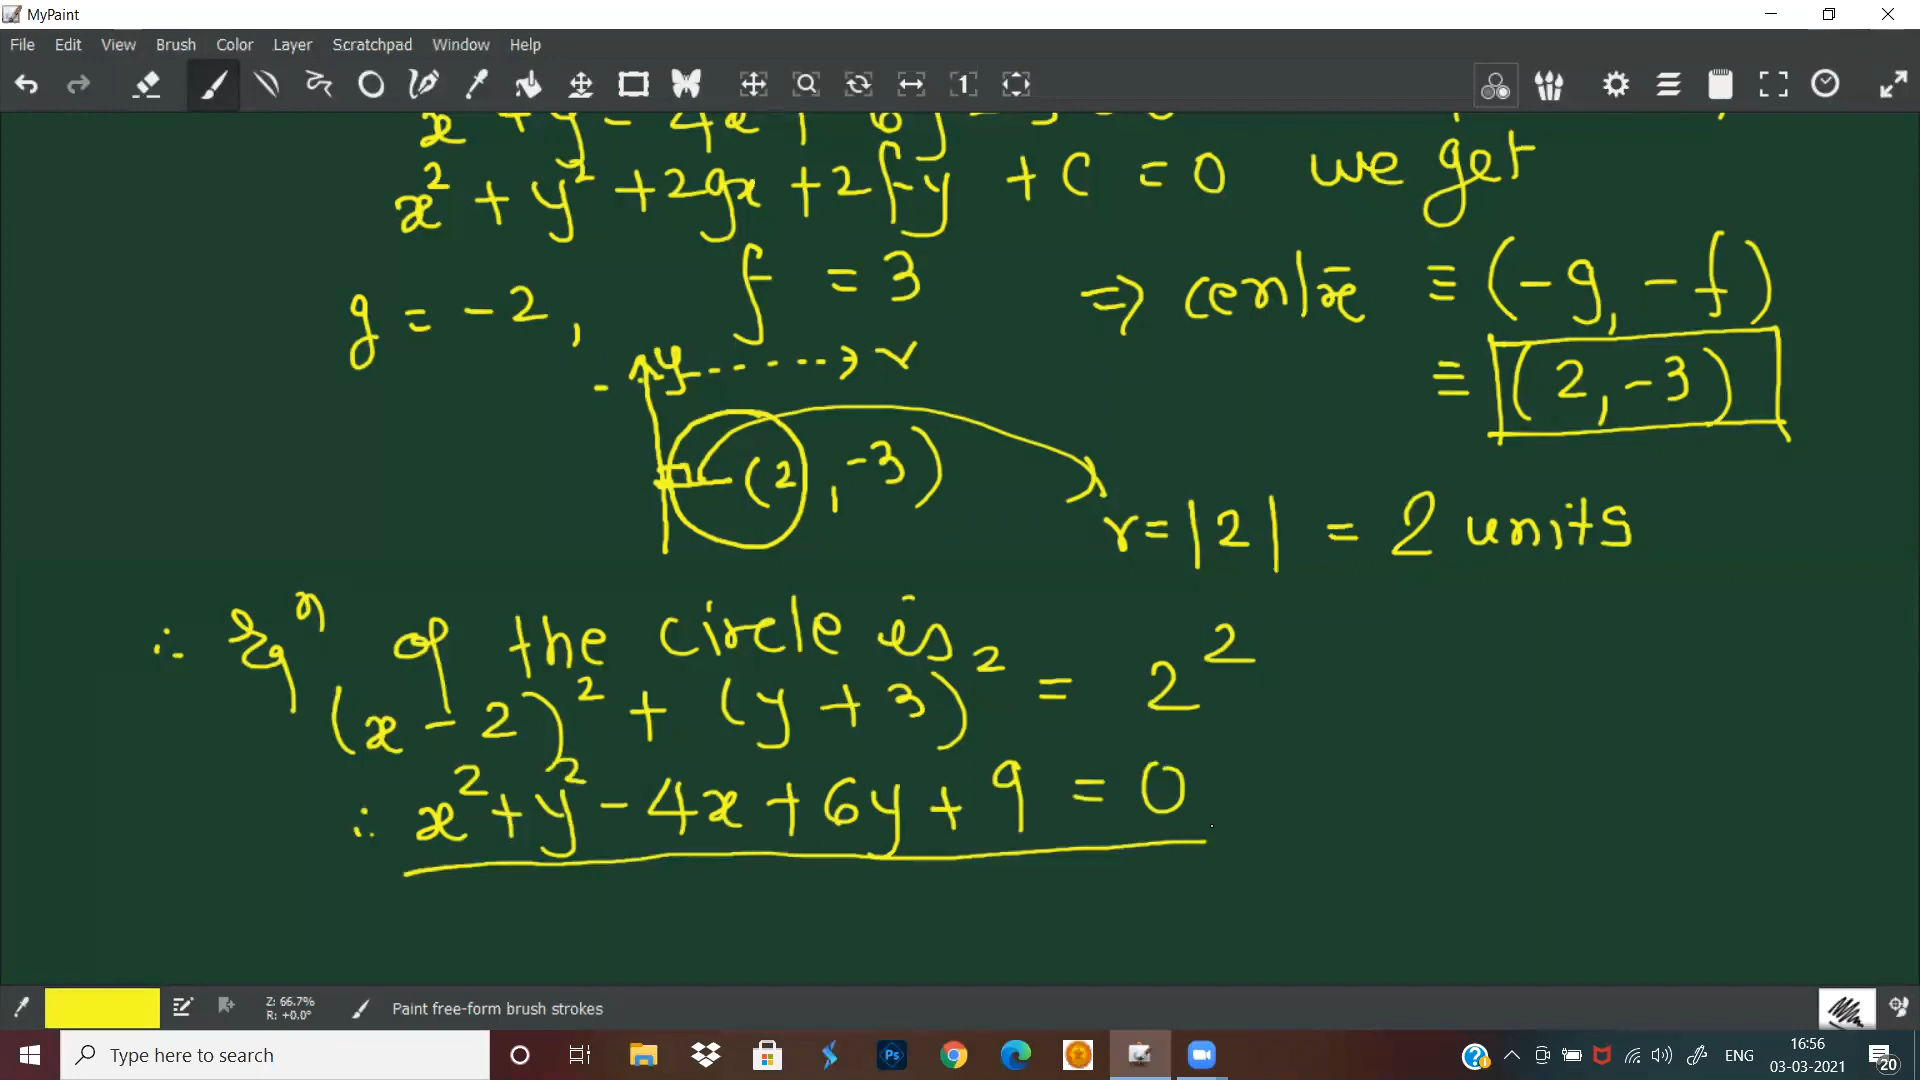 MyPaint
File Edit View Brush Color Layer Scratchpad Window Help
x² + y² + 2gx + 2fy + c = 0 we get
g = -2, f = 3 ⇒ centre ≡ (-g, -f)
y
≡ (2, -3)
(2, -3)
r = |2| = 2 units
∴ Eqⁿ of the circle is
(x - 2)² + (y + 3)² = 2²
∴ x² + y² - 4x + 6y + 9 = 0
Z: 66.7%
R: +0.0°
Paint free-form brush strokes
Type here to search
Ps
ENG
16:56
03-03-2021
20